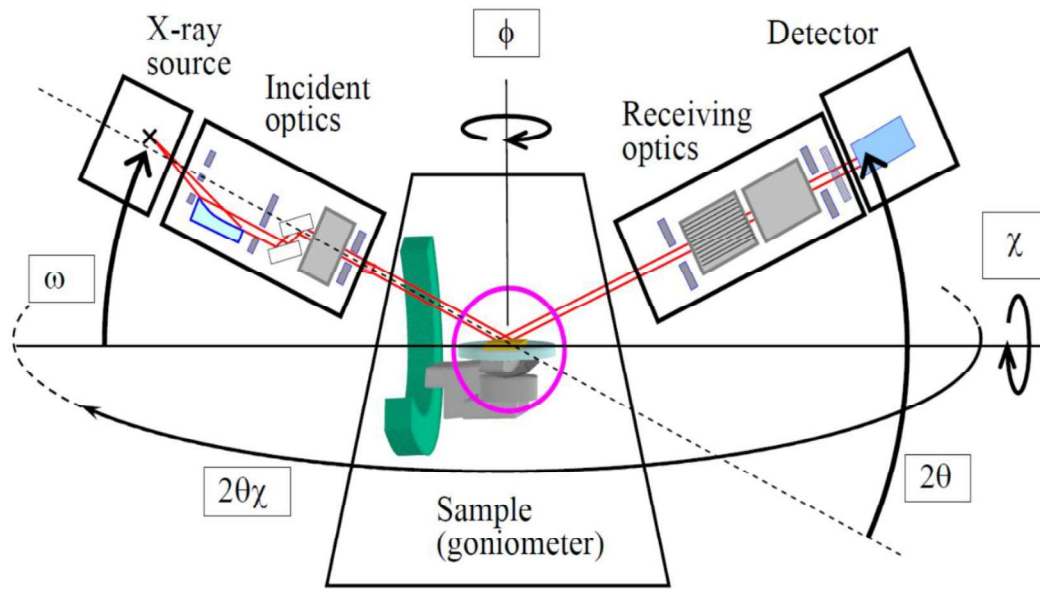 X-ray
source
Incident
optics
ϕ
Receiving
optics
Detector
ω
χ
2θχ
Sample
(goniometer)
2θ